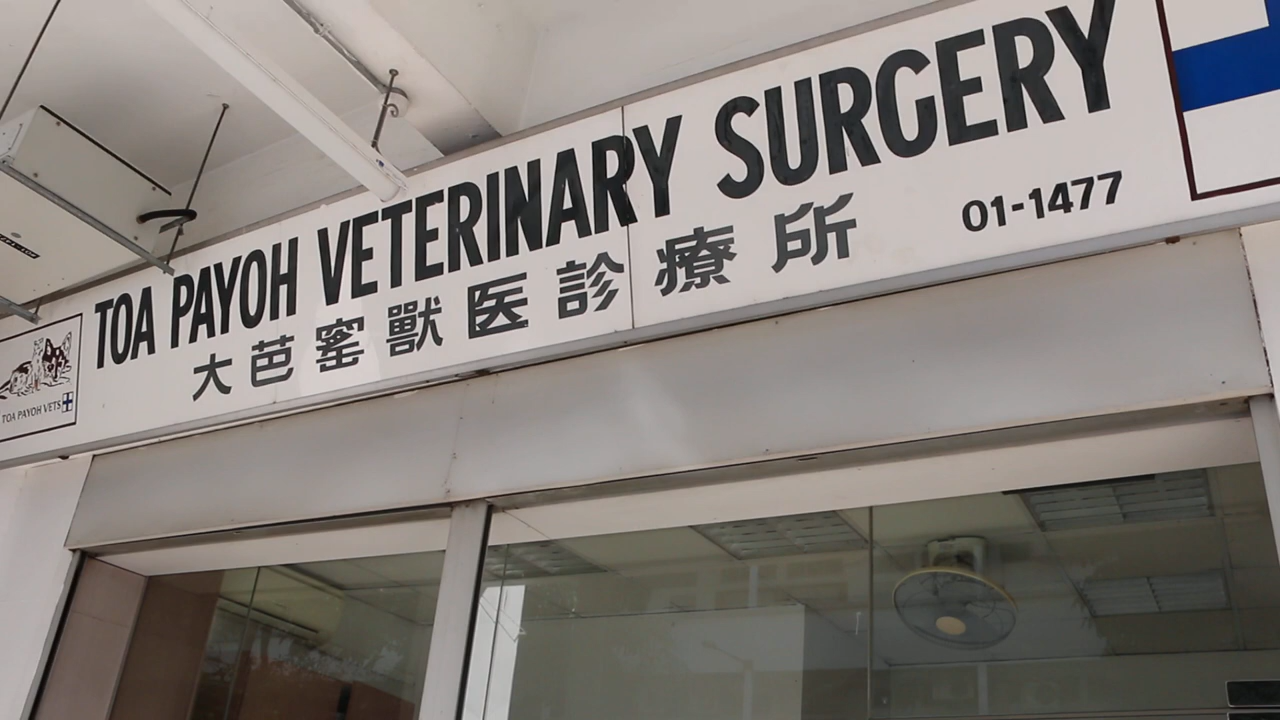 TOA PAYOH VETERINARY SURGERY
大芭窰獸医診療所
01-1477
TOA PAYOH VETS